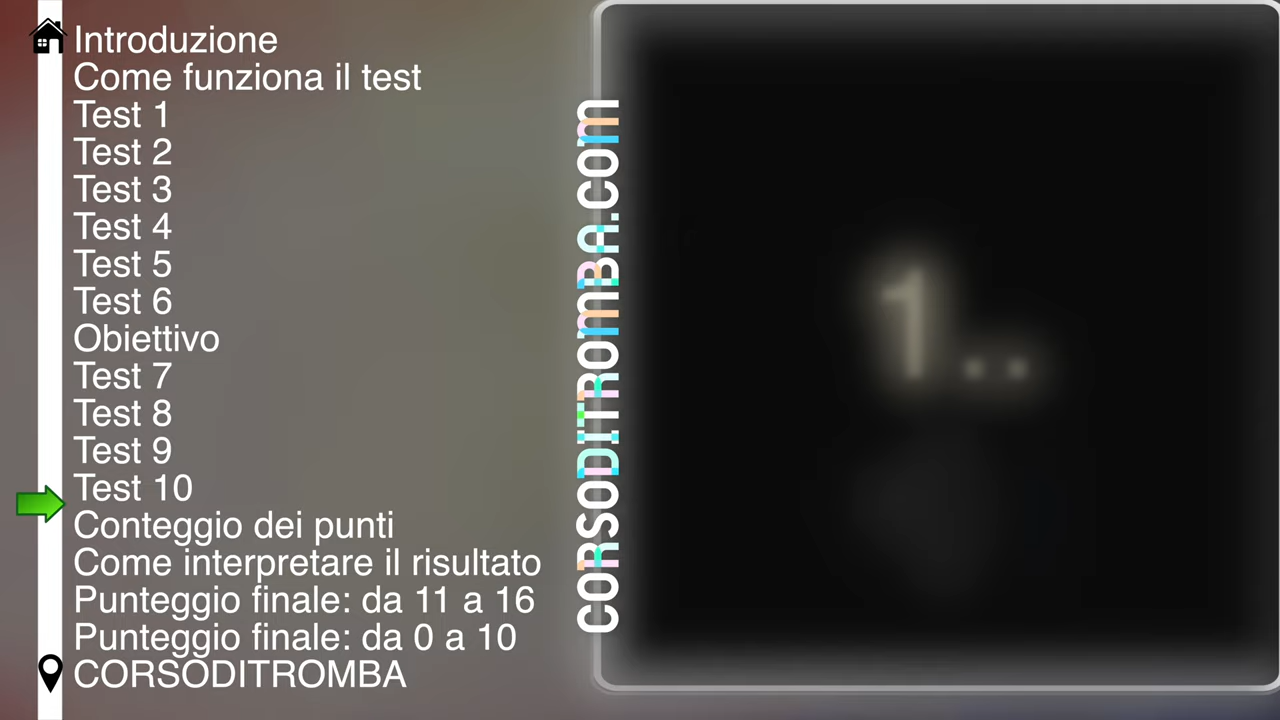 Introduzione
Come funziona il test
Test 1
Test 2
Test 3
Test 4
Test 5
Test 6
Obiettivo
Test 7
Test 8
Test 9
Test 10
Conteggio dei punti
Come interpretare il risultato
Punteggio finale: da 11 a 16
Punteggio finale: da 0 a 10
CORSODITROMBA
CORSODITROMBA.COM
1..